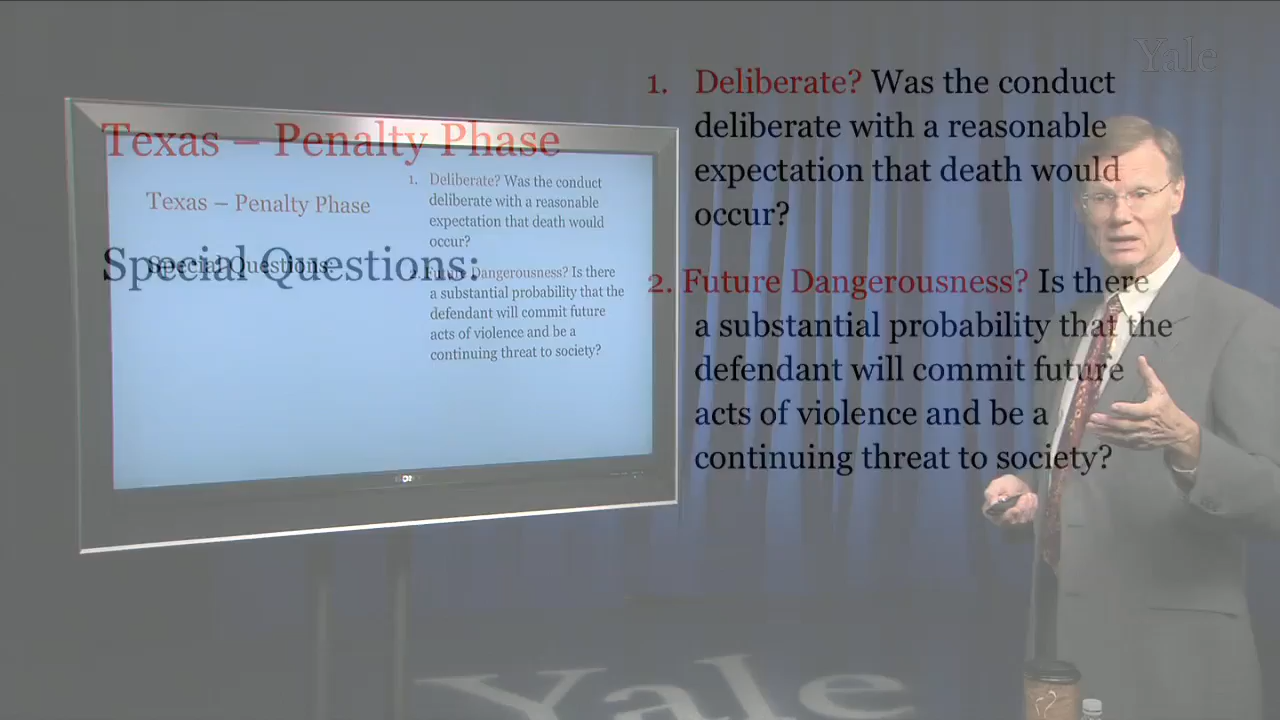 Yale
Texas – Penalty Phase
Special Questions:
1. Deliberate? Was the conduct
deliberate with a reasonable
expectation that death would
occur?
2. Future Dangerousness? Is there
a substantial probability that the
defendant will commit future
acts of violence and be a
continuing threat to society?
Texas – Penalty Phase
Special Questions
1. Deliberate? Was the conduct
deliberate with a reasonable
expectation that death would
occur?
Future Dangerousness? Is there
a substantial probability that the
defendant will commit future
acts of violence and be a
continuing threat to society?
Yale